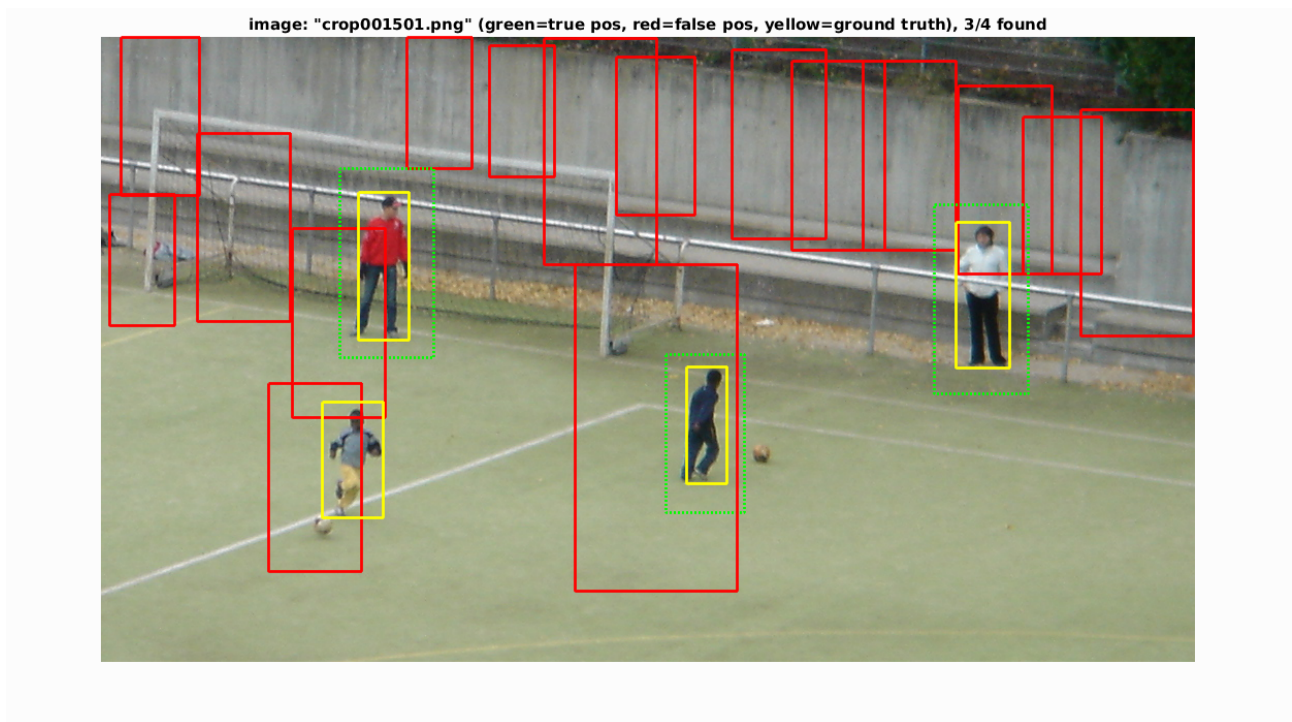 image: "crop001501.png" (green=true pos, red=false pos, yellow=ground truth), 3/4 found